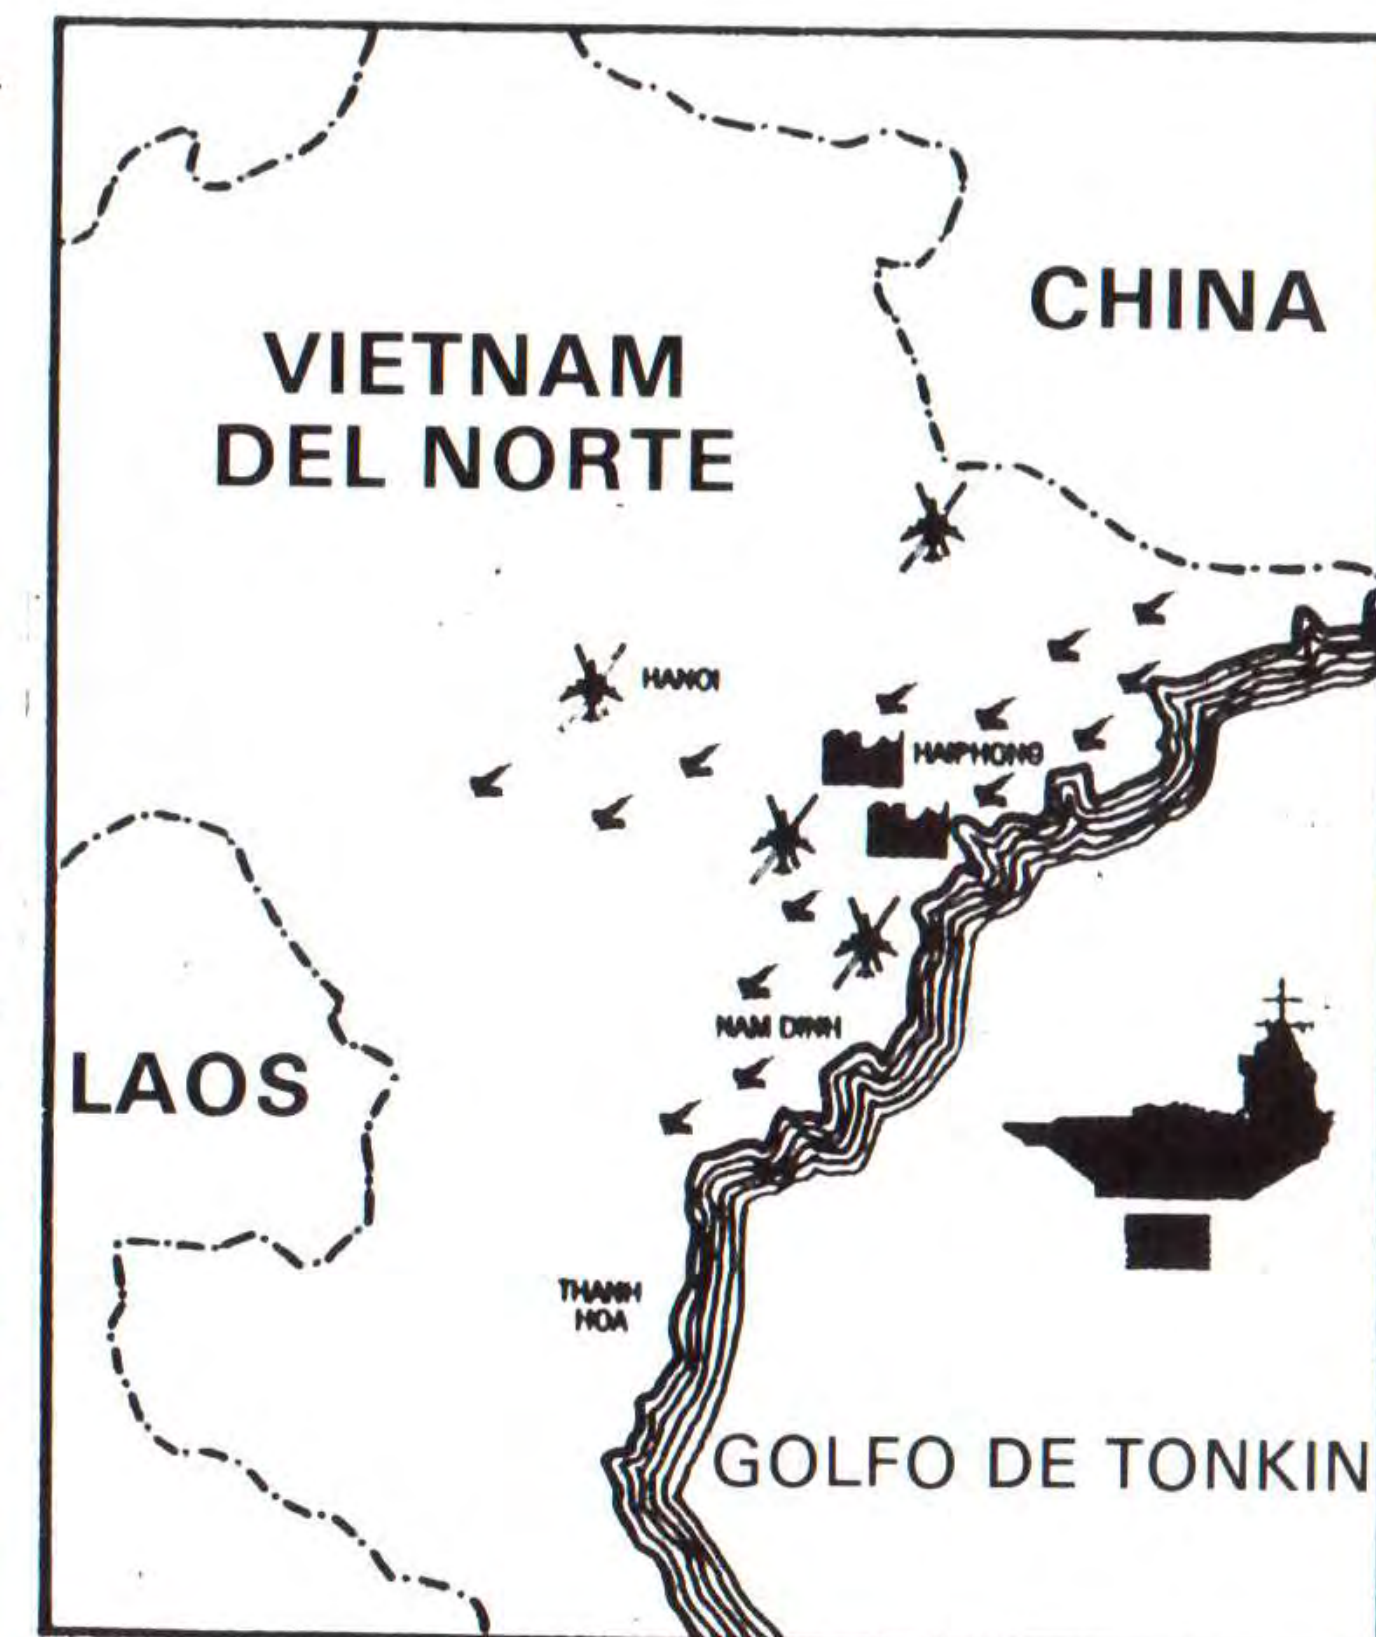 CHINA
VIETNAM
DEL NORTE
HANOI
HAIPHONG
NAM DINH
LAOS
THANH
HOA
GOLFO DE TONKIN